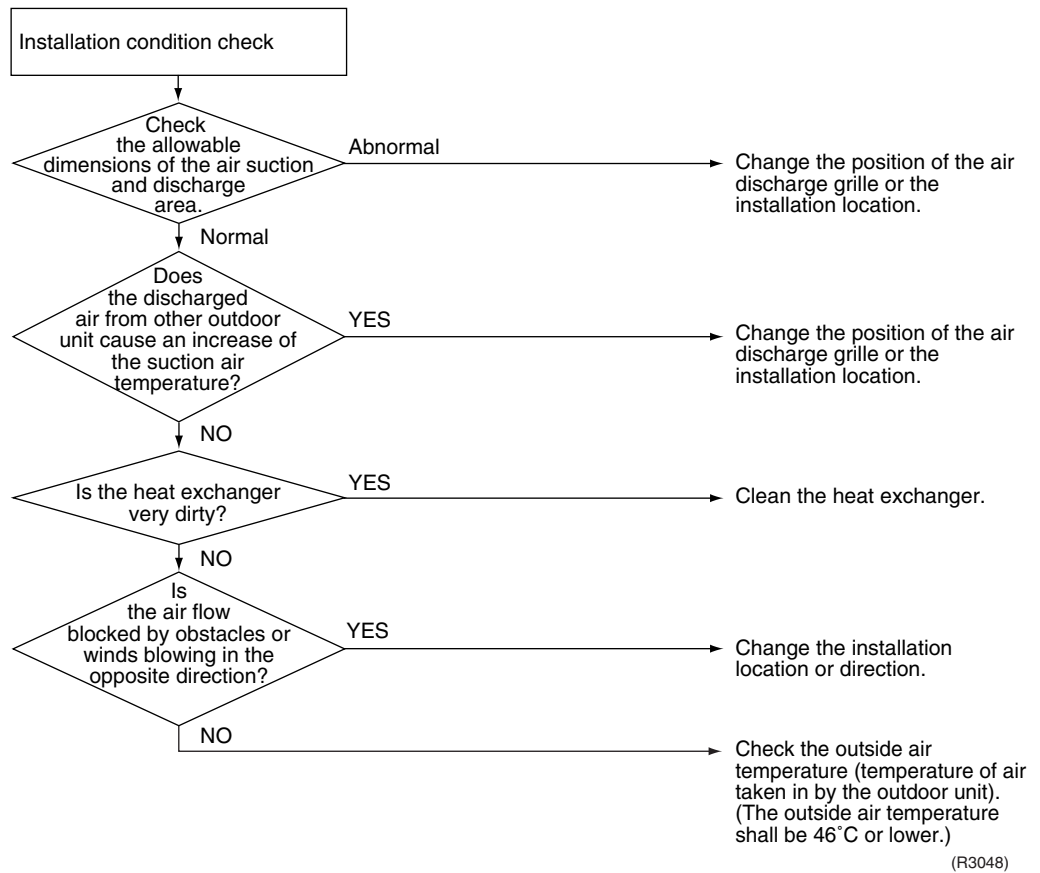 Installation condition check
Check
the allowable
dimensions of the air suction
and discharge
area.
Abnormal
Change the position of the air
discharge grille or the
installation location.
Normal
Does
the discharged
air from other outdoor
unit cause an increase of
the suction air
temperature?
YES
Change the position of the air
discharge grille or the
installation location.
NO
Is the heat exchanger
very dirty?
YES
Clean the heat exchanger.
NO
Is
the air flow
blocked by obstacles or
winds blowing in the
opposite direction?
YES
Change the installation
location or direction.
NO
Check the outside air
temperature (temperature of air
taken in by the outdoor unit).
(The outside air temperature
shall be 46˚C or lower.)
(R3048)